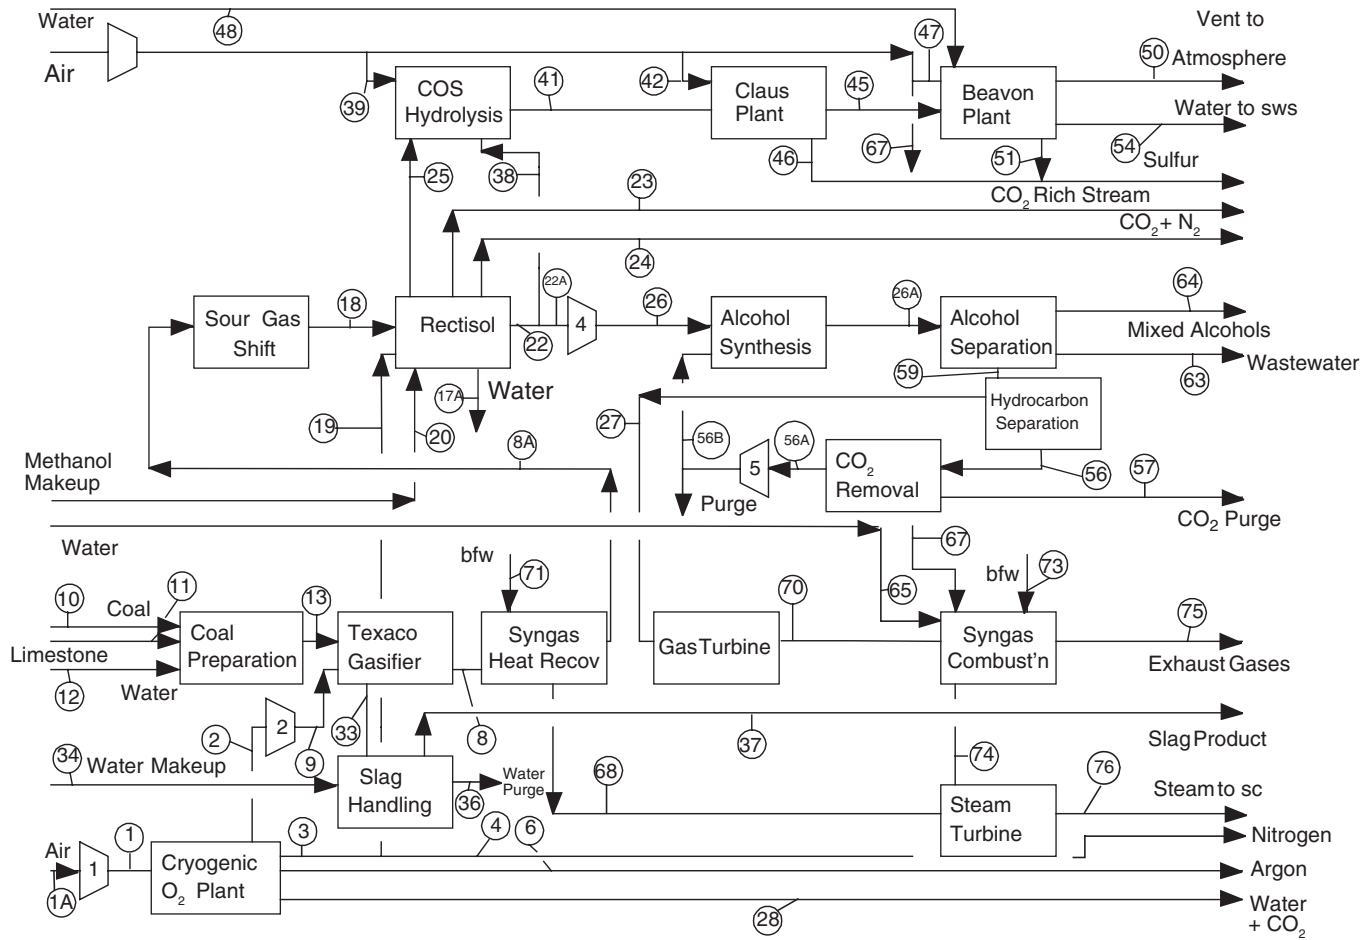 Water
48
Vent to
47
50
Atmosphere
Air
39
COS
Hydrolysis
41
42
Claus
Plant
45
Beavon
Plant
Water to sws
54
Sulfur
67
46
51
25
38
23
CO2 Rich Stream
CO2 + N2
24
22A
64
18
26
26A
Sour Gas
Shift
Rectisol
4
22
Alcohol
Synthesis
Alcohol
Separation
Mixed Alcohols
Wastewater
63
59
17A
Water
Hydrocarbon
Separation
19
20
27
8A
56B
56A
5
CO2
Removal
56
57
Methanol
Makeup
Purge
CO2 Purge
Water
bfw
71
67
bfw
73
65
10
11
Coal
13
70
75
Coal
Preparation
Texaco
Gasifier
Syngas
Heat Recov
Gas Turbine
Syngas
Combust'n
Limestone
Exhaust Gases
12
Water
2
2
9
33
8
37
Slag Product
34
Water Makeup
Slag
Handling
Water
Purge
36
68
74
76
Steam to sc
Steam
Turbine
Nitrogen
1
3
4
6
Air
1
Cryogenic
O2 Plant
Argon
1A
28
Water
+ CO2